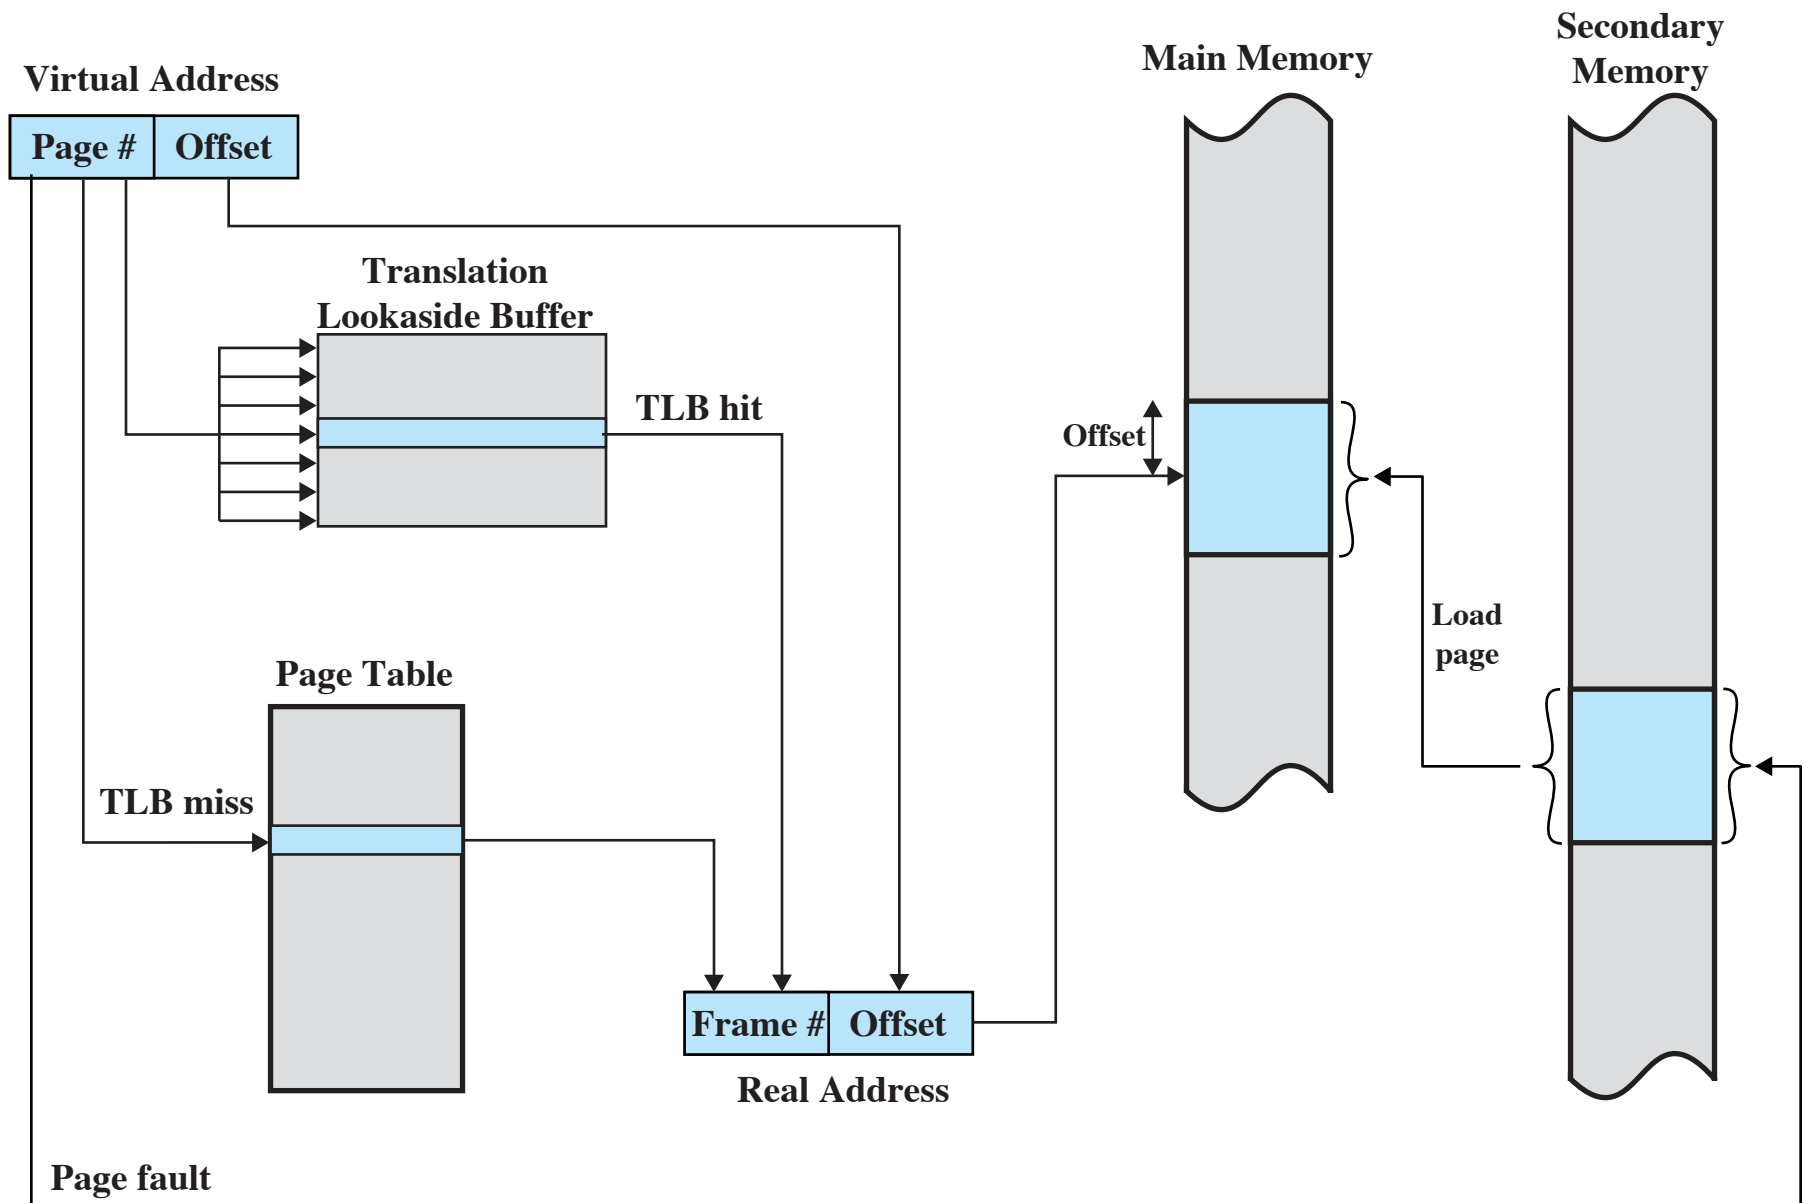 Secondary
Memory
Main Memory
Virtual Address
Page #
Offset
Translation
Lookaside Buffer
TLB hit
Offset
Load
page
Page Table
TLB miss
Frame #
Offset
Real Address
Page fault